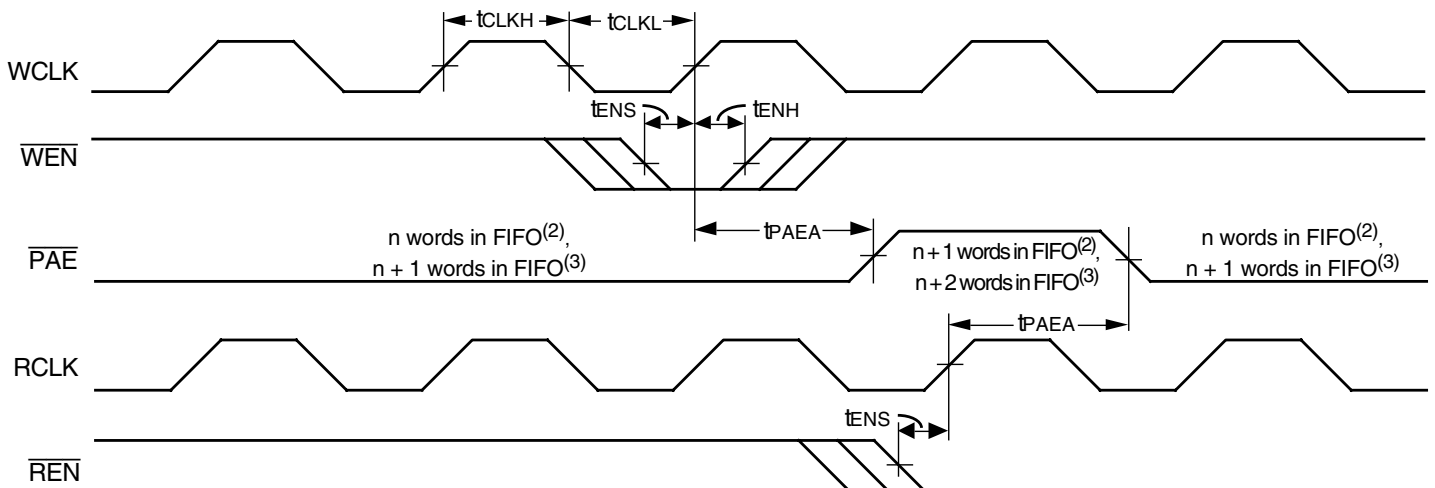 tCLKH
tCLKL
WCLK
tENS
tENH
WEN
tPAEA
PAE
n words in FIFO(2),
n + 1 words in FIFO(3)
n + 1 words in FIFO(2),
n + 2 words in FIFO(3)
n words in FIFO(2),
n + 1 words in FIFO(3)
tPAEA
RCLK
tENS
REN